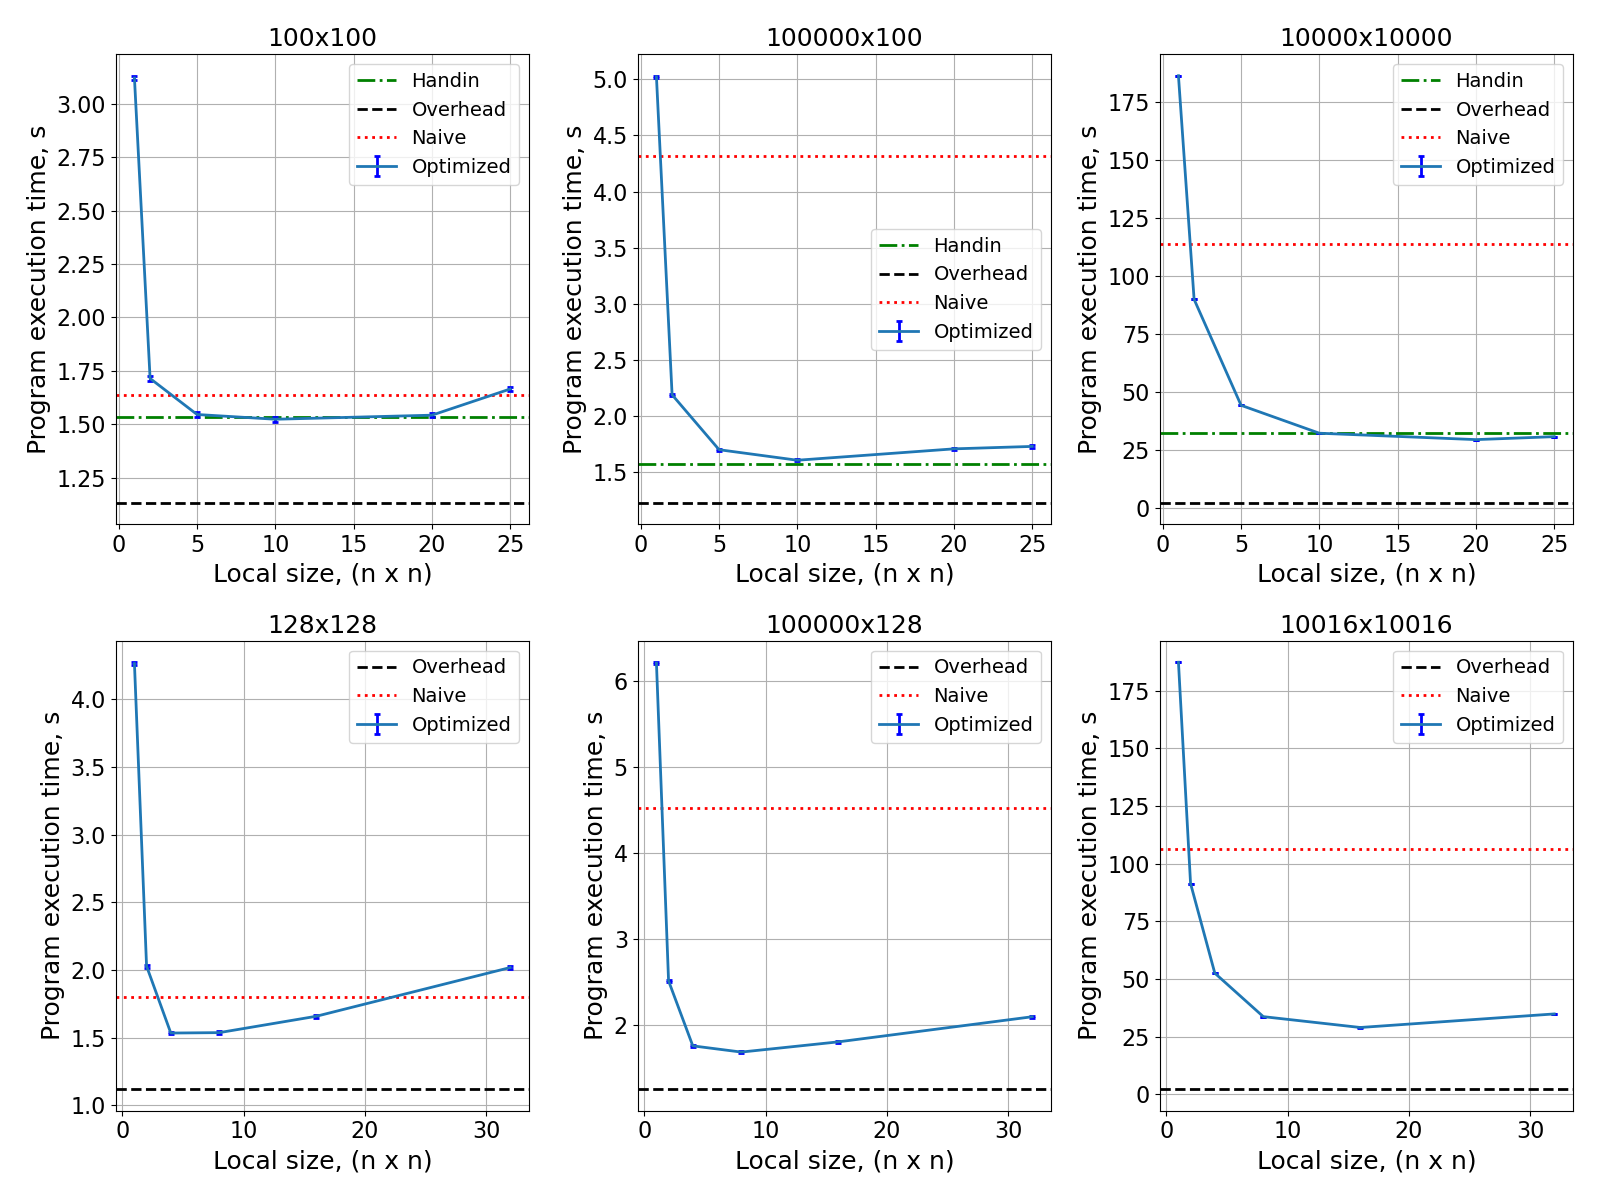 100x100
Program execution time, s
3.00
2.75
2.50
2.25
2.00
1.75
1.50
1.25
0 5 10 15 20 25
Local size, (n x n)
Handin
Overhead
Naive
Optimized
100000x100
Program execution time, s
5.0
4.5
4.0
3.5
3.0
2.5
2.0
1.5
0 5 10 15 20 25
Local size, (n x n)
Handin
Overhead
Naive
Optimized
10000x10000
Program execution time, s
175
150
125
100
75
50
25
0
0 5 10 15 20 25
Local size, (n x n)
Handin
Overhead
Naive
Optimized
128x128
Program execution time, s
4.0
3.5
3.0
2.5
2.0
1.5
1.0
0 10 20 30
Local size, (n x n)
Overhead
Naive
Optimized
100000x128
Program execution time, s
6
5
4
3
2
0 10 20 30
Local size, (n x n)
Overhead
Naive
Optimized
10016x10016
Program execution time, s
175
150
125
100
75
50
25
0
0 10 20 30
Local size, (n x n)
Overhead
Naive
Optimized